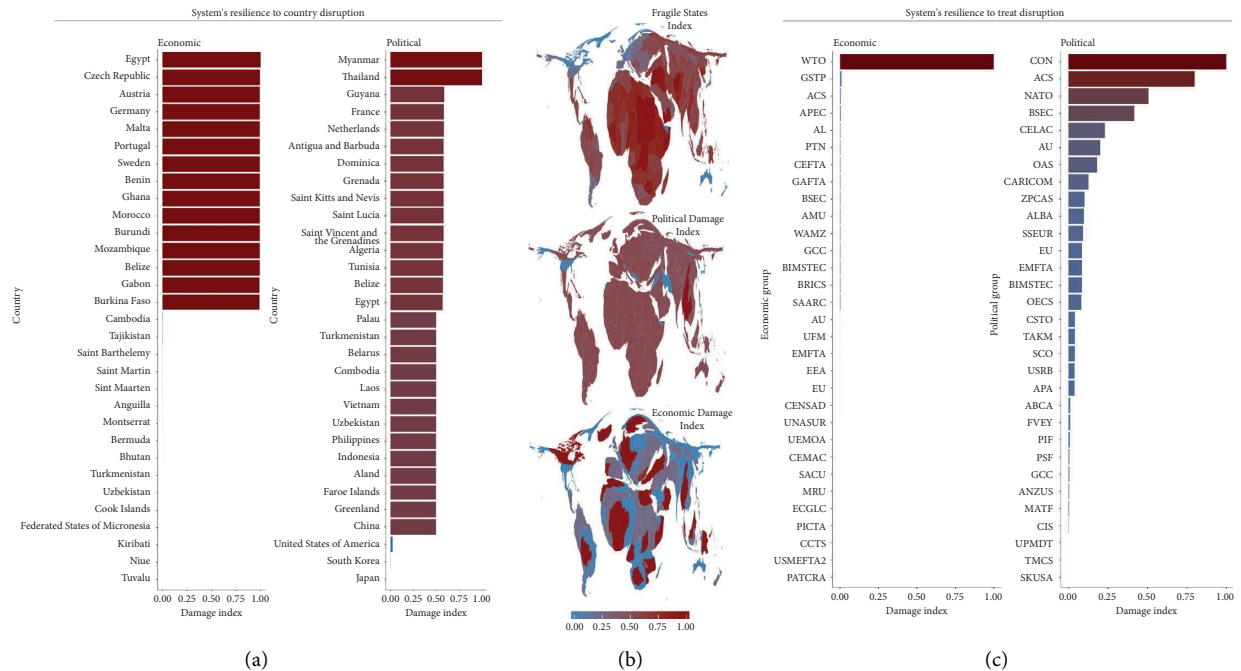 System's resilience to country disruption
Economic
Egypt
Czech Republic
Austria
Germany
Malta
Portugal
Sweden
Benin
Ghana
Morocco
Burundi
Mozambique
Belize
Gabon
Burkina Faso
Cambodia
Tajikistan
Saint Barthelemy
Saint Martin
Sint Maarten
Anguilla
Montserrat
Bermuda
Bhutan
Turkmenistan
Uzbekistan
Cook Islands
Federated States of Micronesia
Kiribati
Niue
Tuvalu
Country
0.00 0.25 0.50 0.75 1.00
Damage index
Political
Myanmar
Thailand
Guyana
France
Netherlands
Antigua and Barbuda
Dominica
Grenada
Saint Kitts and Nevis
Saint Lucia
Saint Vincent and
the Grenadines
Algeria
Tunisia
Belize
Egypt
Palau
Turkmenistan
Belarus
Combodia
Laos
Vietnam
Uzbekistan
Philippines
Indonesia
Aland
Faroe Islands
Greenland
China
United States of America
South Korea
Japan
Country
0.00 0.25 0.50 0.75 1.00
Damage index
(a)
Fragile States
Index
Political Damage
Index
Economic Damage
Index
0.00 0.25 0.50 0.75 1.00
(b)
System's resilience to treat disruption
Economic
WTO
GSTP
ACS
APEC
AL
PTN
CEFTA
GAFTA
BSEC
AMU
WAMZ
GCC
BIMSTEC
BRICS
SAARC
AU
UFM
EMFTA
EEA
EU
CENSAD
UNASUR
UEMOA
CEMAC
SACU
MRU
ECGLC
PICTA
CCTS
USMEFTA2
PATCRA
Economic group
0.00 0.25 0.50 0.75 1.00
Damage index
Political
CON
ACS
NATO
BSEC
CELAC
AU
OAS
CARICOM
ZPCAS
ALBA
SSEUR
EU
EMFTA
BIMSTEC
OECS
CSTO
TAKM
SCO
USRB
APA
ABCA
FVEY
PIF
PSF
GCC
ANZUS
MATF
CIS
UPMDT
TMCS
SKUSA
Political group
0.00 0.25 0.50 0.75 1.00
Damage index
(c)